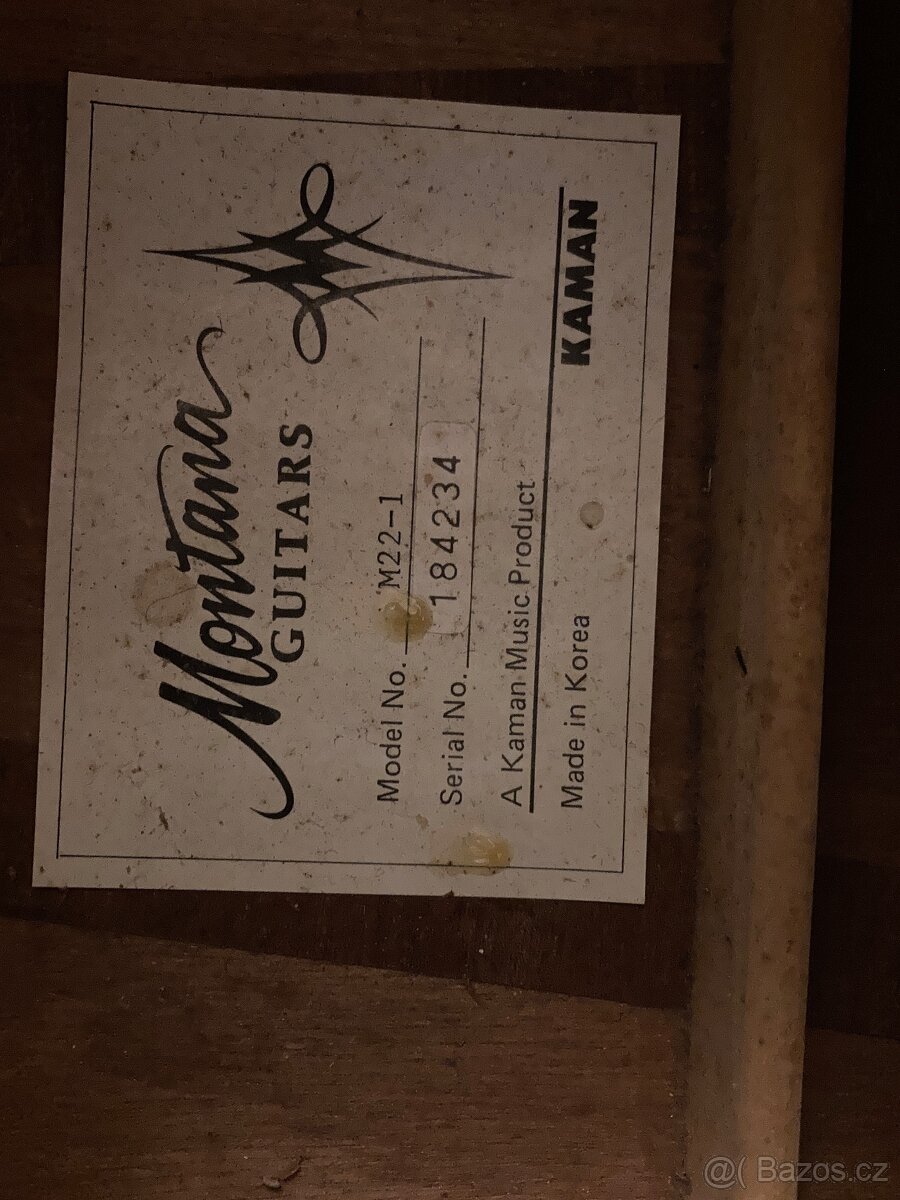 Montana
GUITARS
Model No. M22-1
Serial No. 184234
A Kaman Music Product
Made in Korea KAMAN
@( Bazos.cz